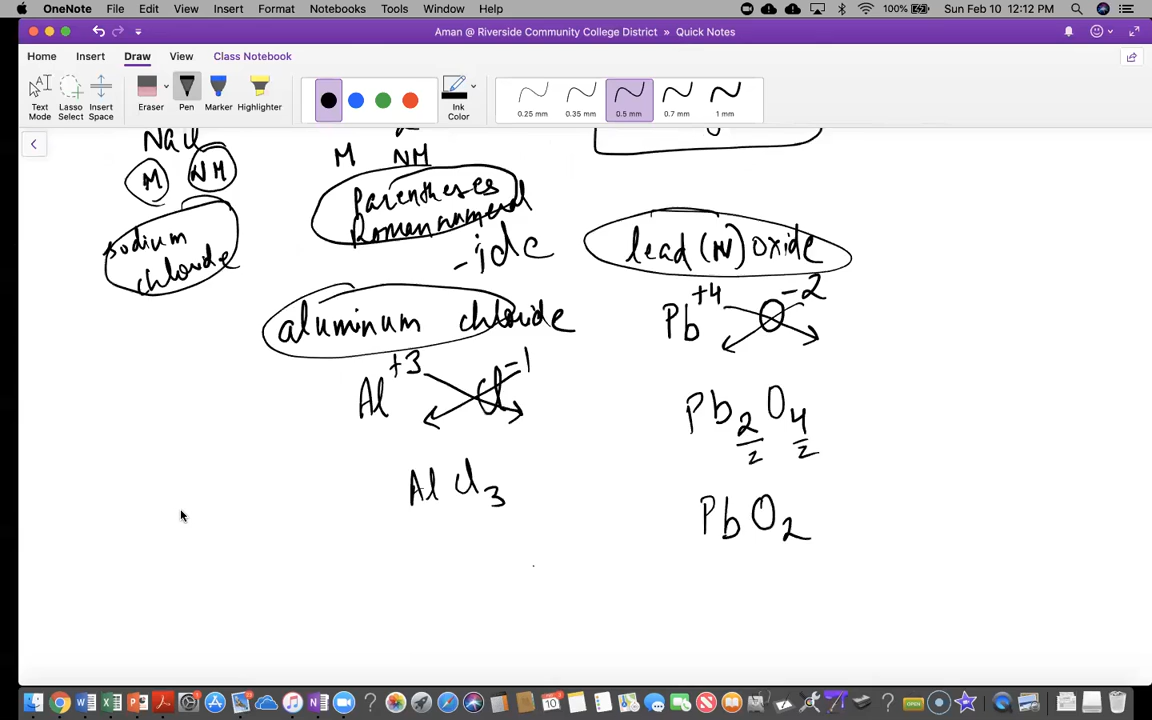 OneNote File Edit View Insert Format Notebooks Tools Window Help 100% Sun Feb 10 12:12 PM
Aman @ Riverside Community College District » Quick Notes
Home Insert Draw View Class Notebook
Text Mode Lasso Select Insert Space Eraser Pen Marker Highlighter Ink Color 0.25 mm 0.35 mm 0.5 mm 0.7 mm 1 mm
NaCl
M NM
sodium
chloride
M NM
Parentheses
Roman numeral
-ide
aluminum chloride
Al+3 Cl-1
AlCl3
lead (IV) oxide
Pb+4 O-2
Pb2O4
2 2
PbO2
10
OPEN